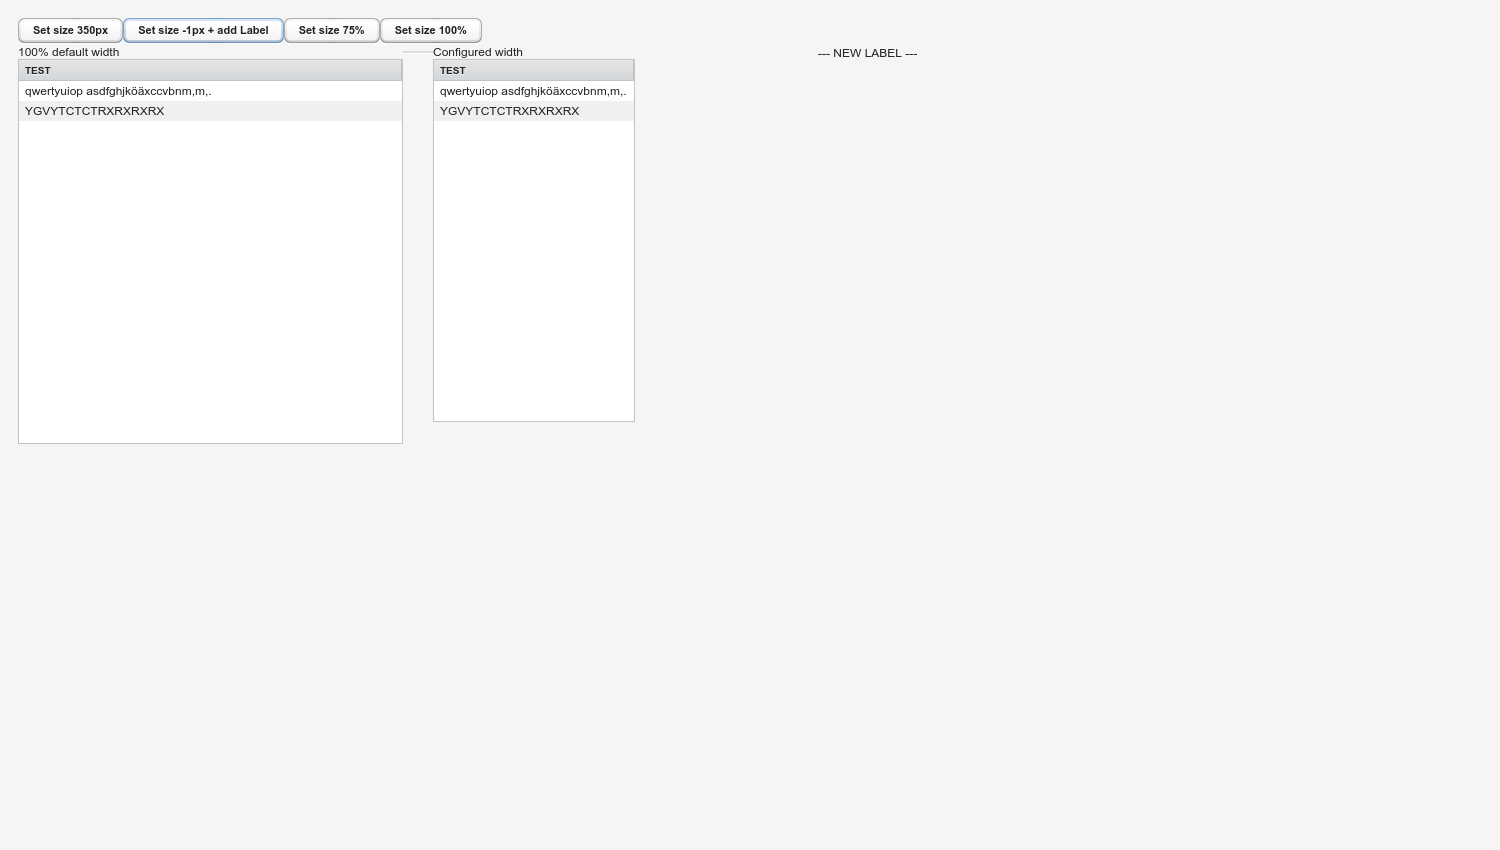 Set size 350px Set size -1px + add Label Set size 75% Set size 100%
100% default width Configured width --- NEW LABEL ---
TEST TEST
qwertyuiop asdfghjköäxccvbnm,m,. qwertyuiop asdfghjköäxccvbnm,m,.
YGVYTCTCTRXRXRXRX YGVYTCTCTRXRXRXRX